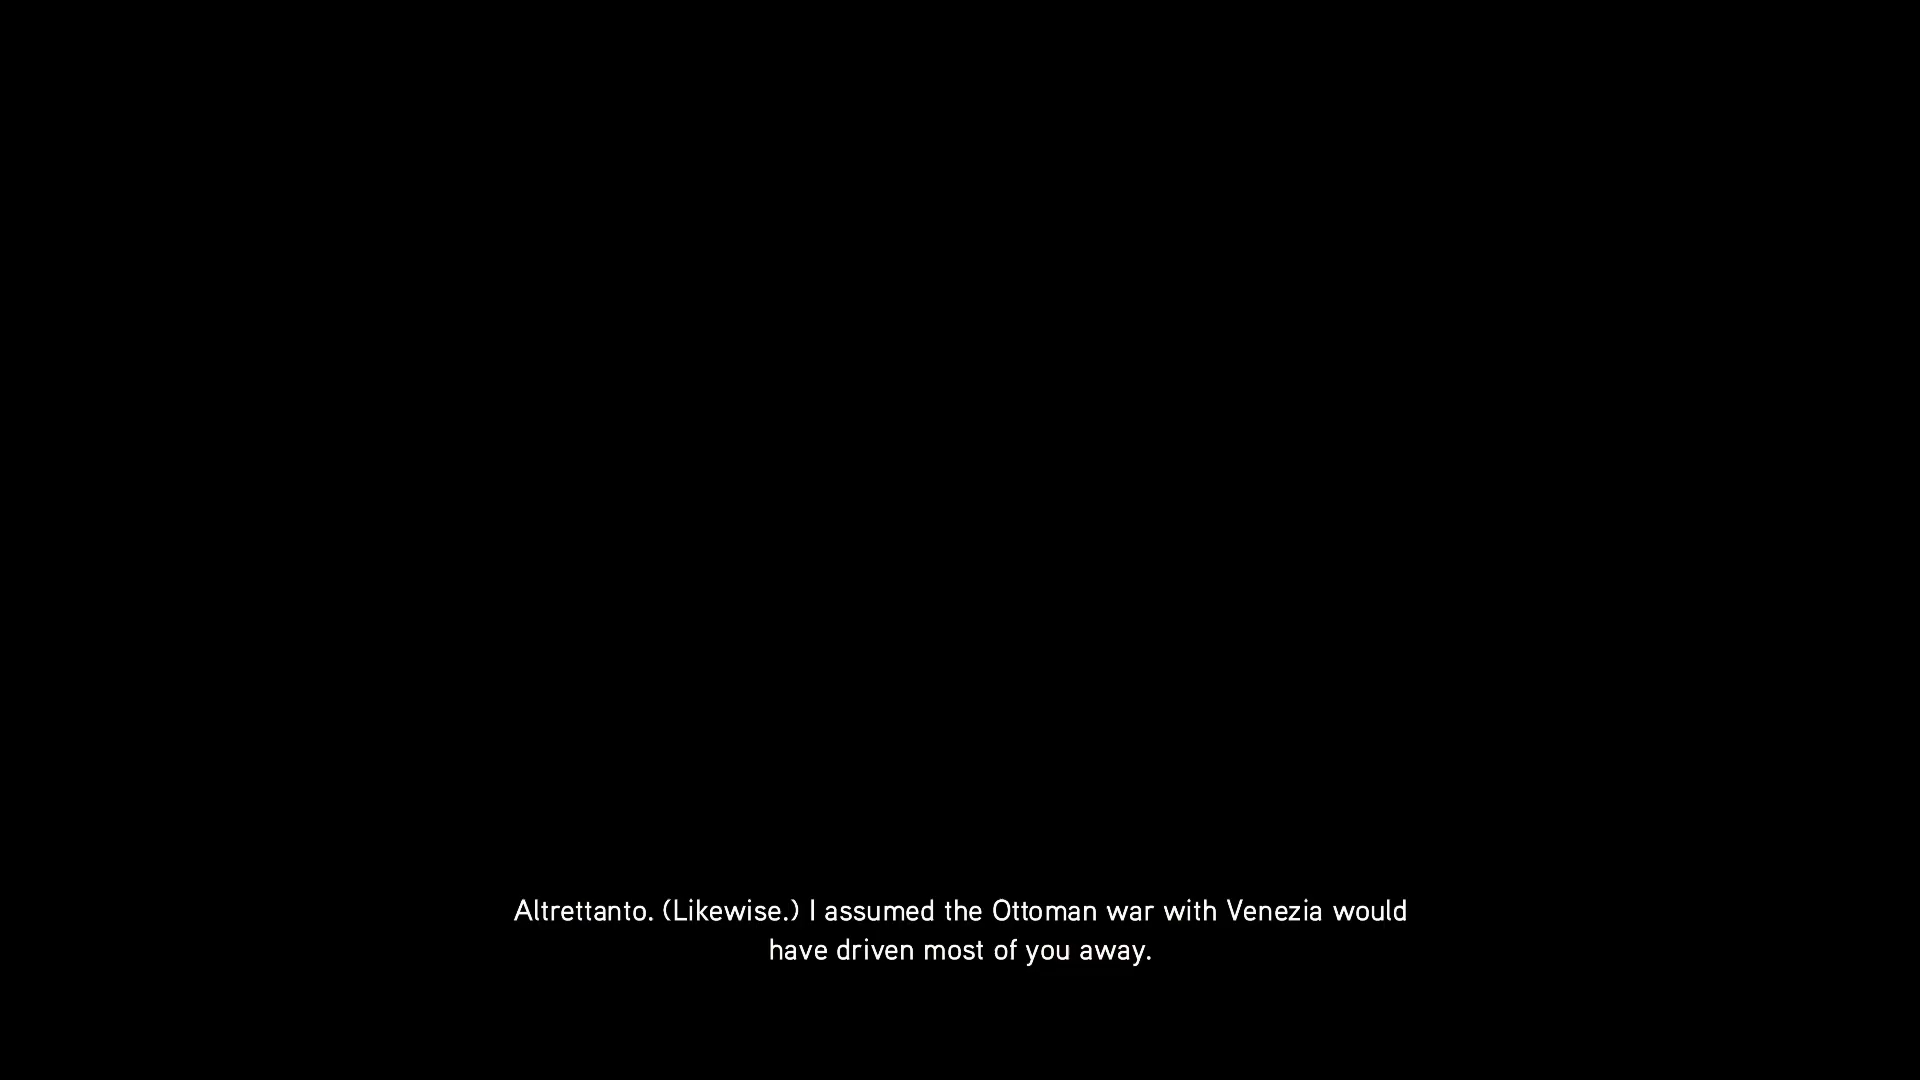 Altrettanto. (Likewise.) I assumed the Ottoman war with Venezia would
have driven most of you away.